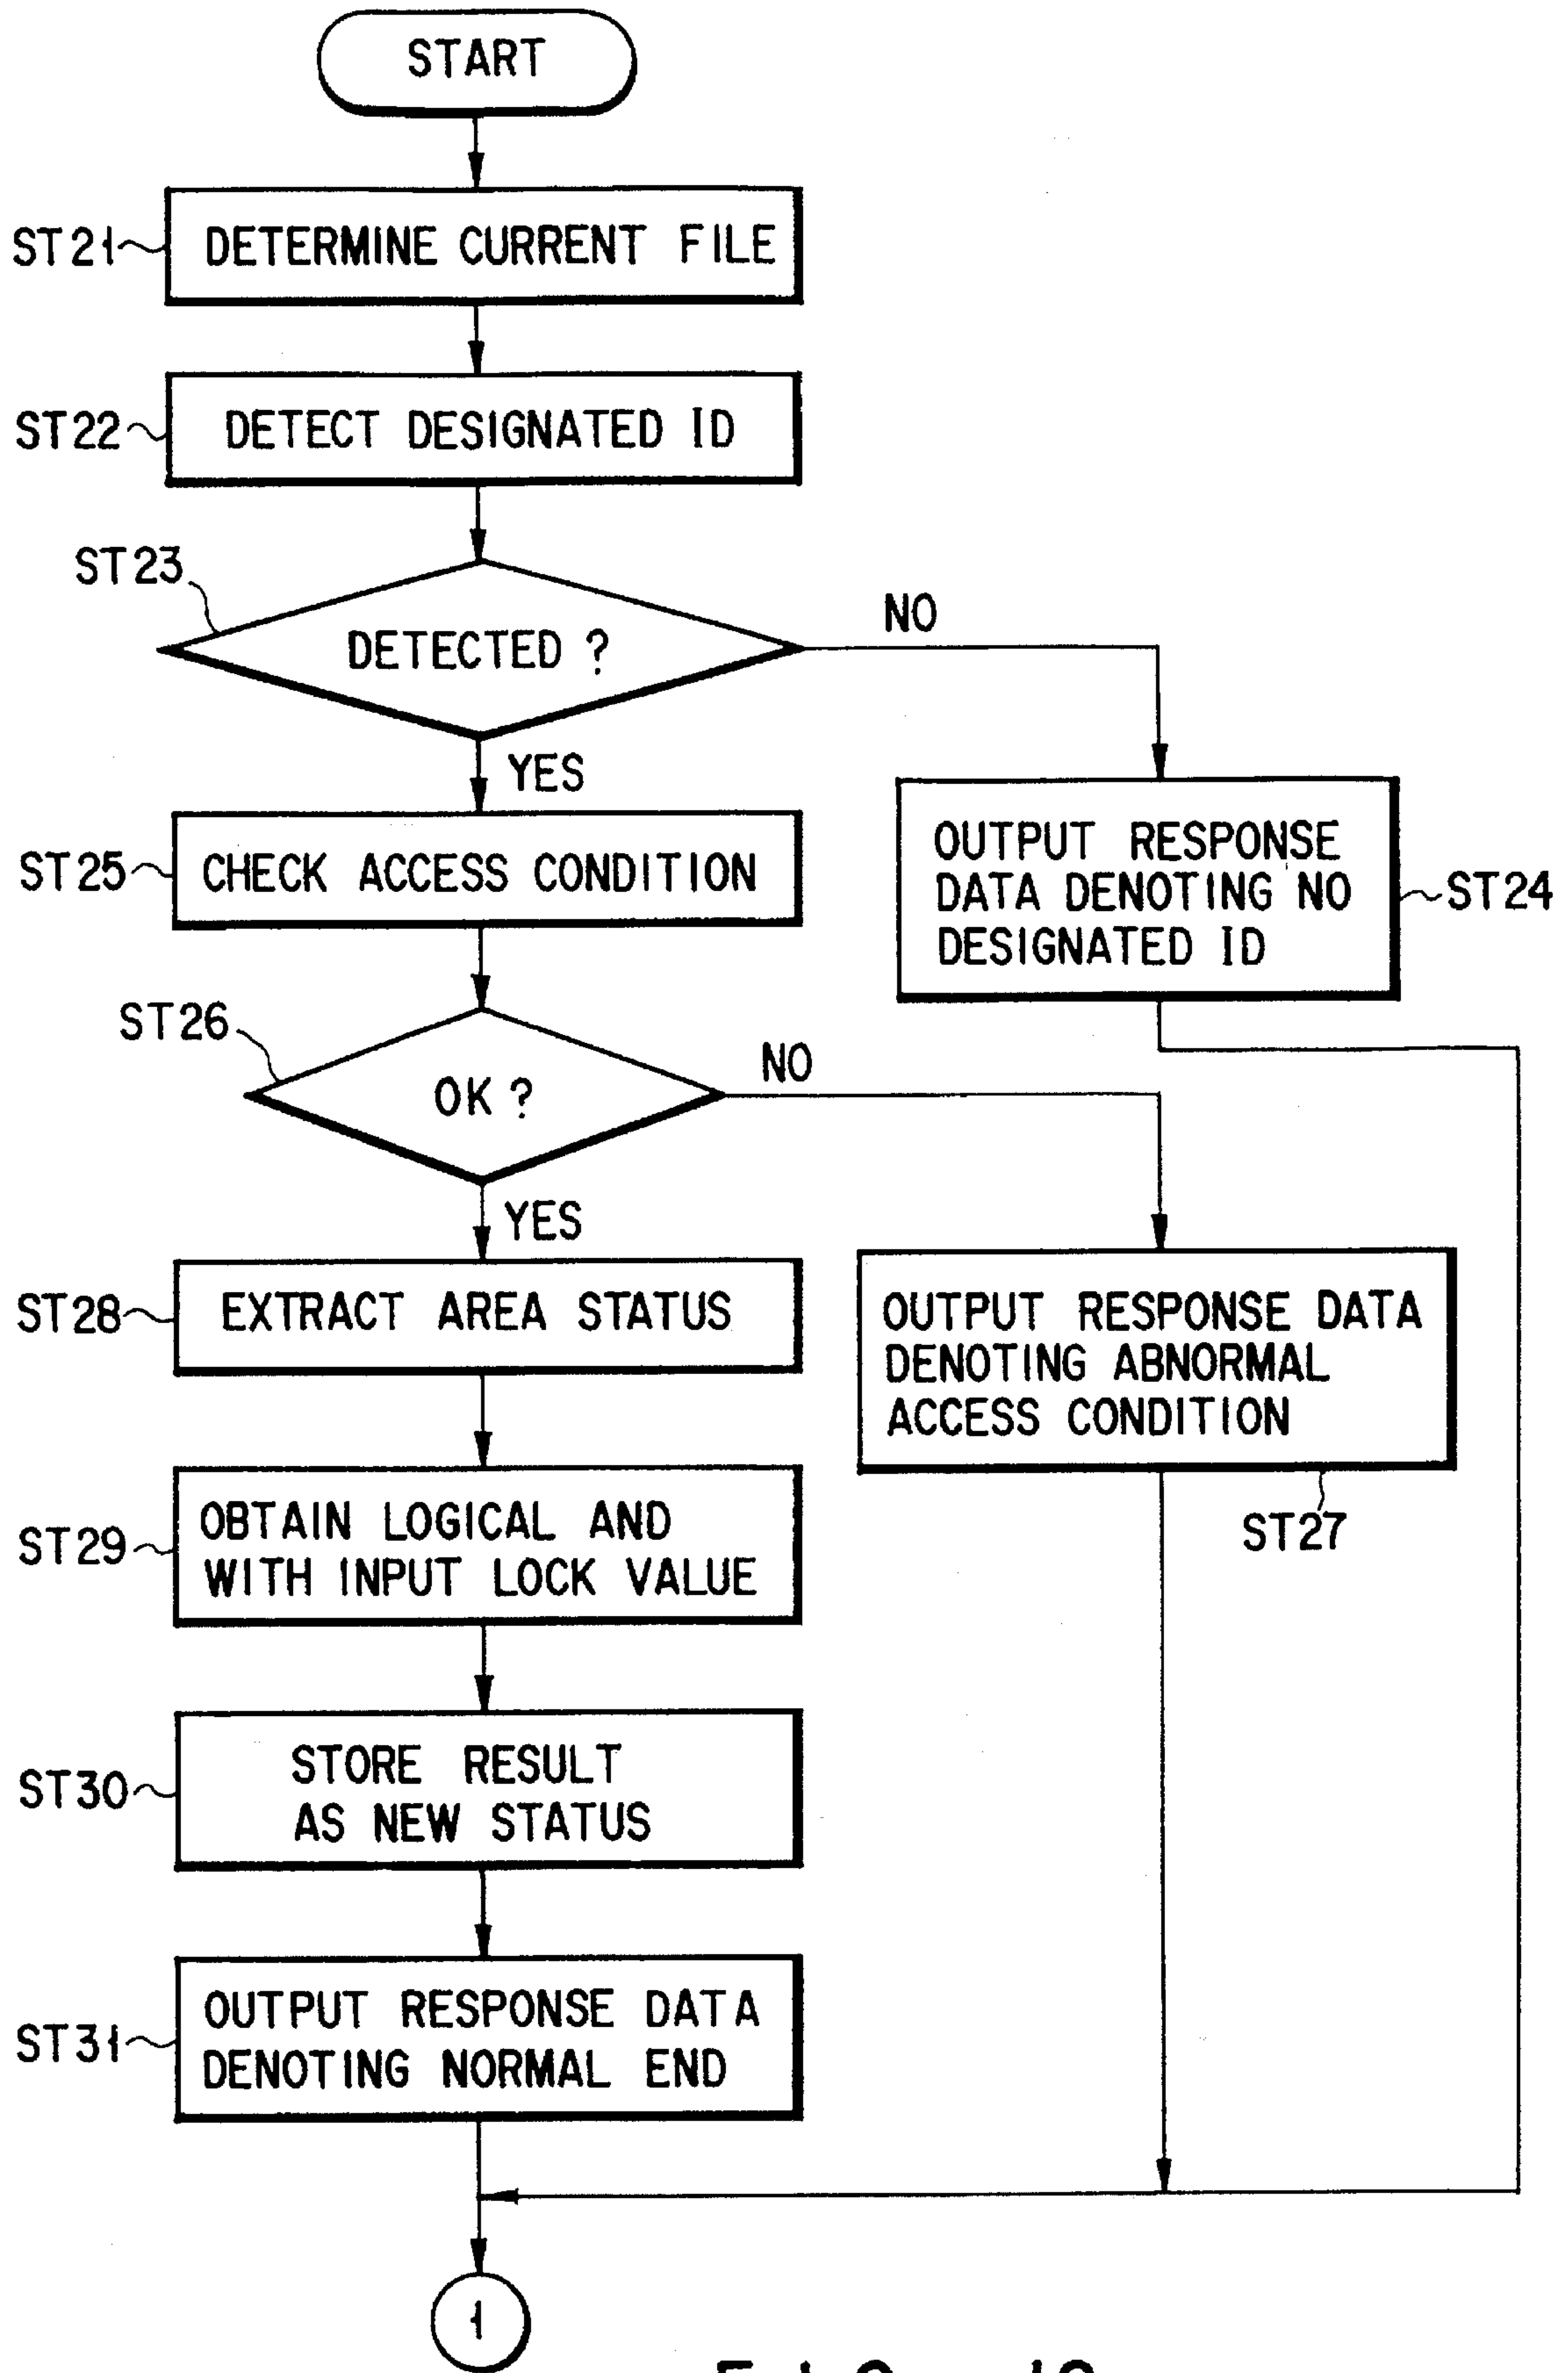 START
ST21
DETERMINE CURRENT FILE
ST22
DETECT DESIGNATED ID
ST23
DETECTED ?
NO
YES
ST25
CHECK ACCESS CONDITION
OUTPUT RESPONSE
DATA DENOTING NO
DESIGNATED ID
ST24
ST26
OK ?
NO
YES
ST28
EXTRACT AREA STATUS
OUTPUT RESPONSE DATA
DENOTING ABNORMAL
ACCESS CONDITION
ST27
ST29
OBTAIN LOGICAL AND
WITH INPUT LOCK VALUE
ST30
STORE RESULT
AS NEW STATUS
ST31
OUTPUT RESPONSE DATA
DENOTING NORMAL END
1